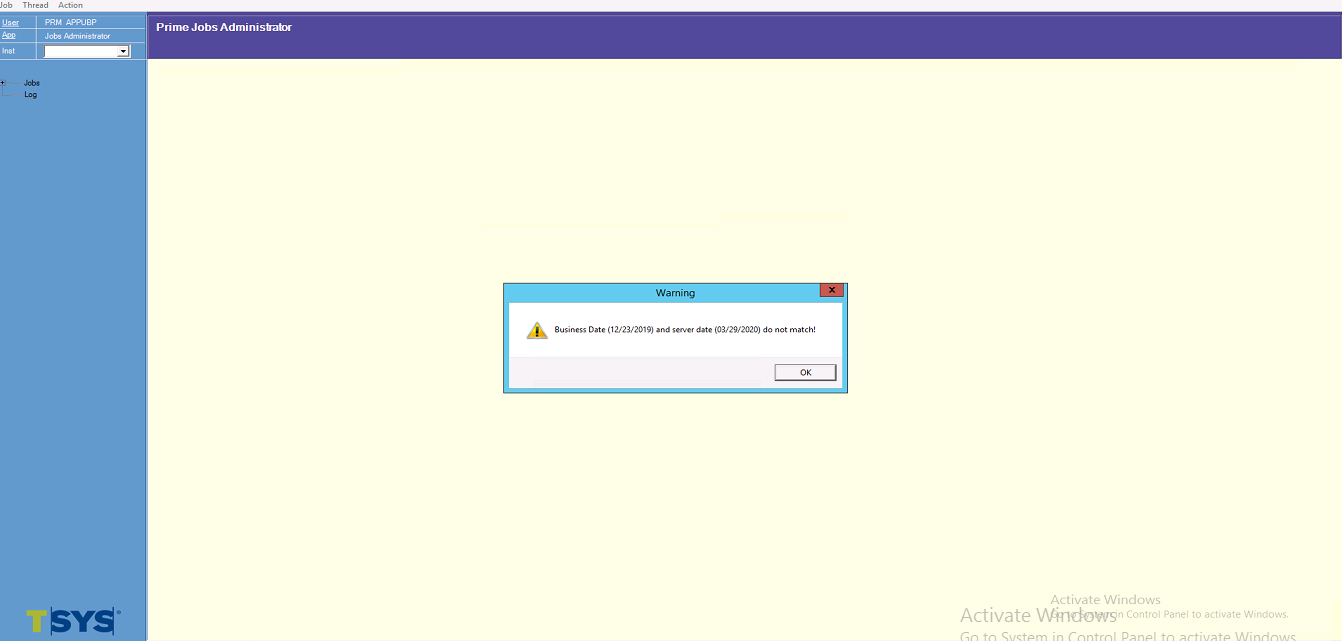 Job Thread Action
User PRM APPUBP
App Jobs Administrator
Inst
Prime Jobs Administrator
Jobs
Log
Warning
Business Date (12/23/2019) and server date (03/29/2020) do not match!
OK
TSYS®
Activate Windows
Go to System in Control Panel to activate Windows.
Activate Windows
Go to System in Control Panel to activate Windows.